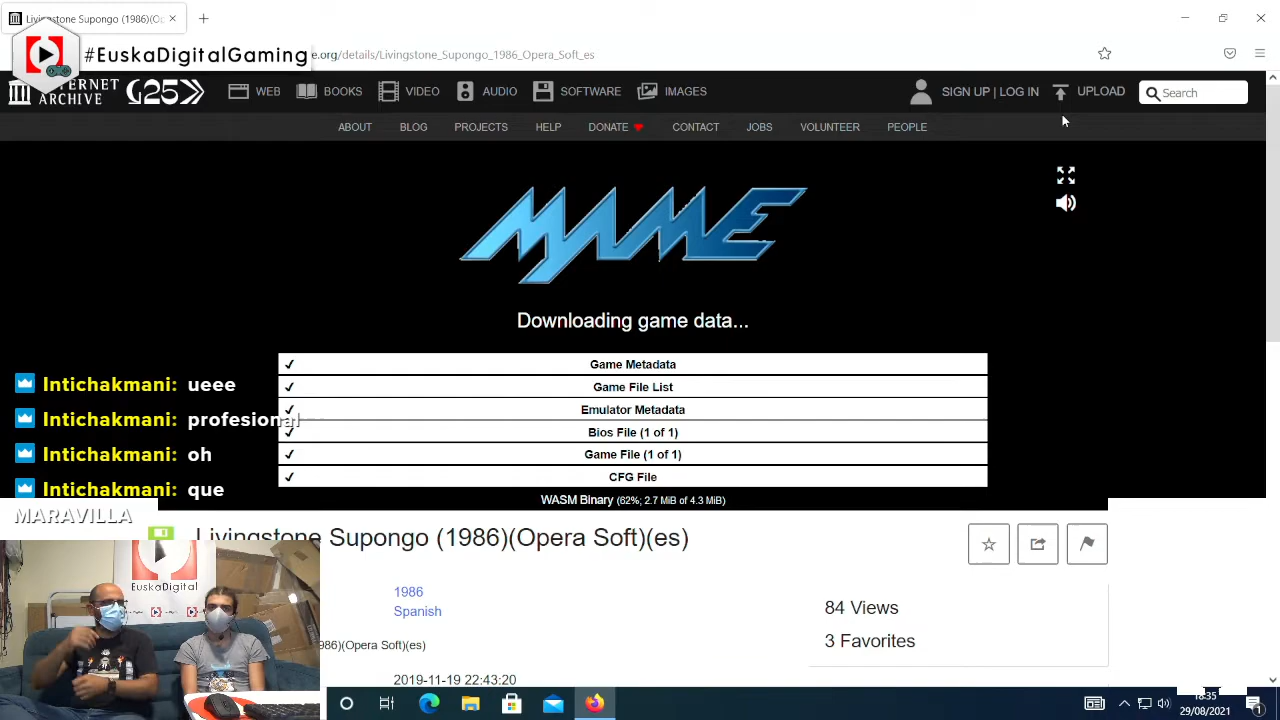 Livingstone Supongo (1986)(Op
#EuskaDigitalGaming
e.org/details/Livingstone_Supongo_1986_Opera_Soft_es
INTERNET ARCHIVE 25
WEB BOOKS VIDEO AUDIO SOFTWARE IMAGES
SIGN UP | LOG IN UPLOAD Search
ABOUT BLOG PROJECTS HELP DONATE CONTACT JOBS VOLUNTEER PEOPLE
MAME
Downloading game data...
✔ Game Metadata
✔ Game File List
✔ Emulator Metadata
✔ Bios File (1 of 1)
✔ Game File (1 of 1)
✔ CFG File
WASM Binary (62%; 2.7 MiB of 4.3 MiB)
Intichakmani: ueee
Intichakmani: profesional
Intichakmani: oh
Intichakmani: que
MARAVILLA
Livingstone Supongo (1986)(Opera Soft)(es)
1986
Spanish
986)(Opera Soft)(es)
2019-11-19 22:43:20
84 Views
3 Favorites
EuskaDigital
18:35
29/08/2021
1